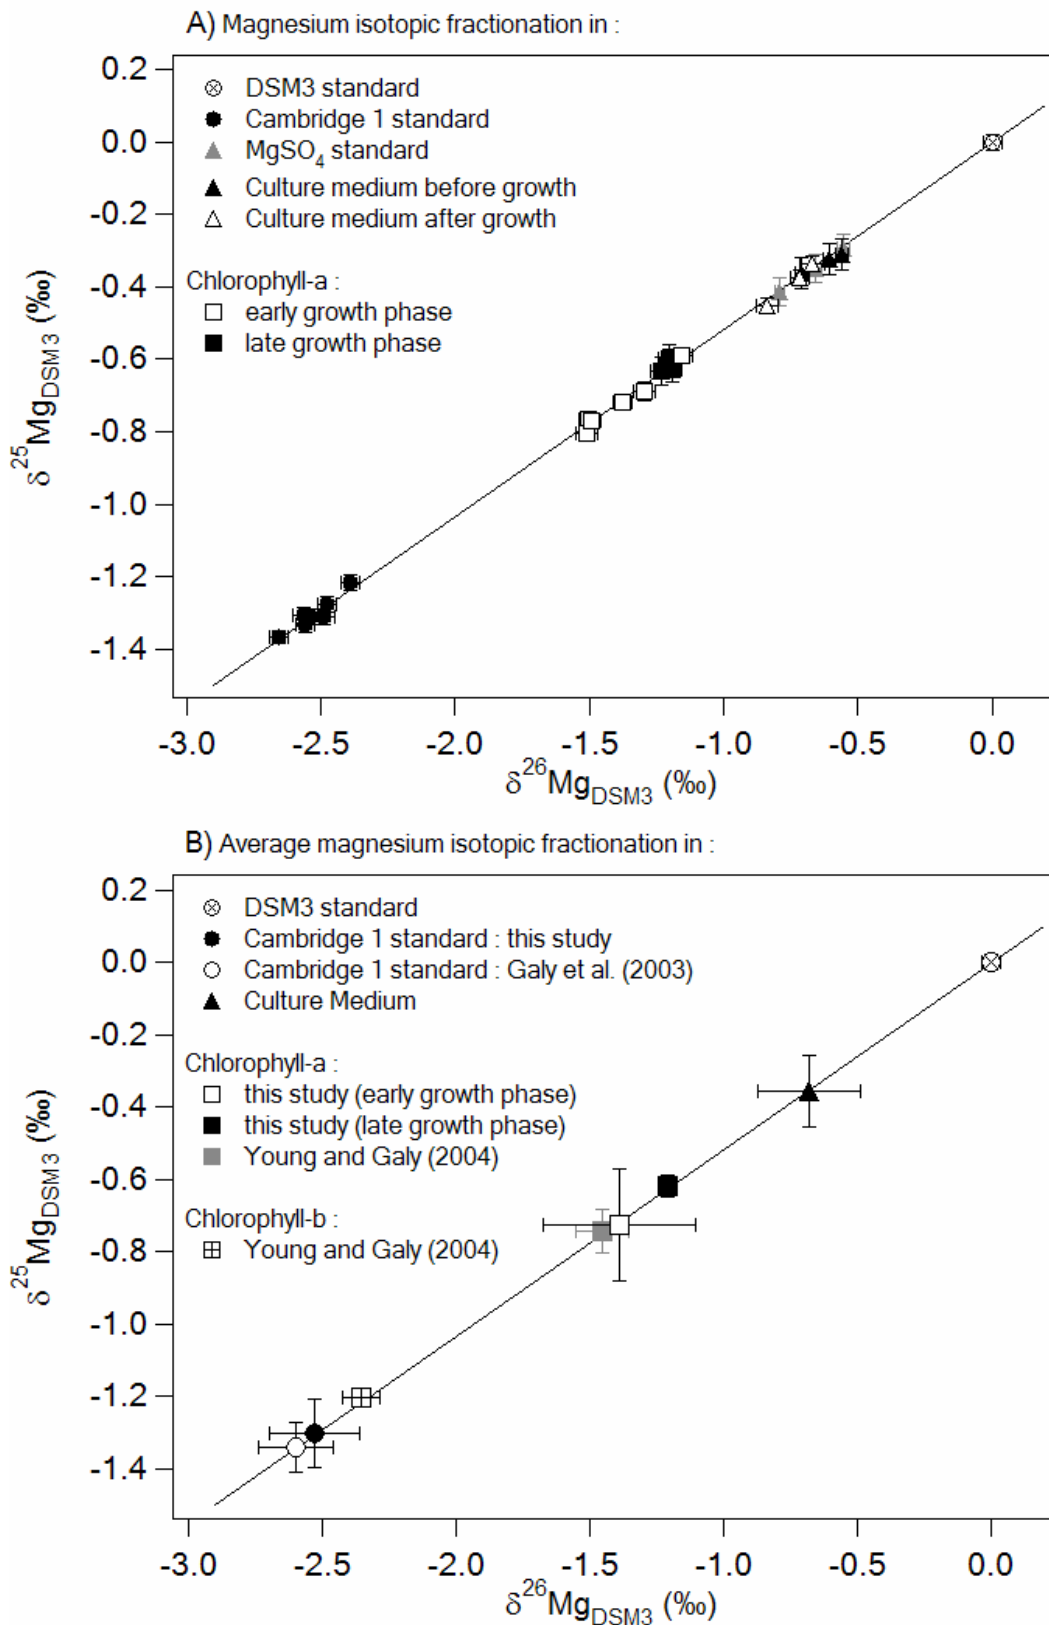 A) Magnesium isotopic fractionation in :
0.2
DSM3 standard
Cambridge 1 standard
0.0
MgSO4 standard
Culture medium before growth
-0.2
Culture medium after growth
-0.4
Chlorophyll-a :
early growth phase
-0.6
late growth phase
-0.8
-1.0
-1.2
-1.4
δ25MgDSM3 (‰)
-3.0 -2.5 -2.0 -1.5 -1.0 -0.5 0.0
δ26MgDSM3 (‰)
B) Average magnesium isotopic fractionation in :
0.2
DSM3 standard
Cambridge 1 standard : this study
0.0
Cambridge 1 standard : Galy et al. (2003)
Culture Medium
-0.2
Chlorophyll-a :
this study (early growth phase)
-0.4
this study (late growth phase)
Young and Galy (2004)
-0.6
Chlorophyll-b :
Young and Galy (2004)
-0.8
-1.0
-1.2
-1.4
δ25MgDSM3 (‰)
-3.0 -2.5 -2.0 -1.5 -1.0 -0.5 0.0
δ26MgDSM3 (‰)